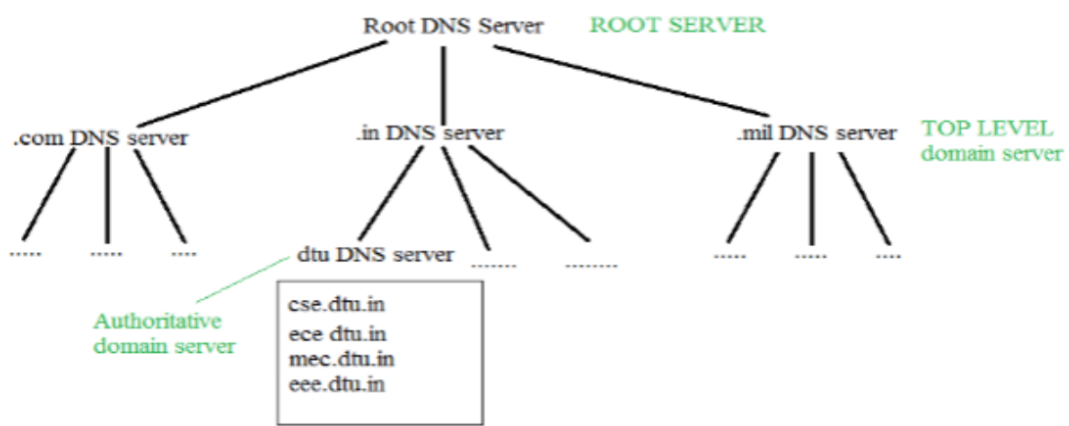 Root DNS Server
ROOT SERVER
.com DNS server
.in DNS server
.mil DNS server
TOP LEVEL
domain server
.....
.....
....
dtu DNS server
.......
........
.....
.....
....
Authoritative
domain server
cse.dtu.in
ece dtu.in
mec.dtu.in
eee.dtu.in